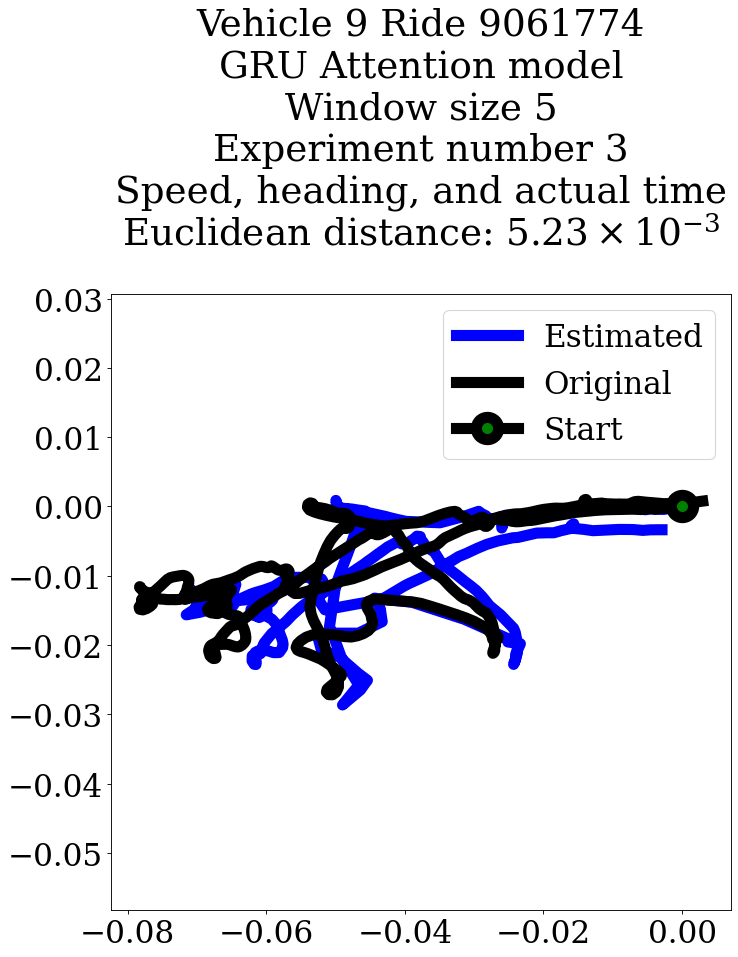 Vehicle 9 Ride 9061774
GRU Attention model
Window size 5
Experiment number 3
Speed, heading, and actual time
Euclidean distance: 5.23 × 10⁻³
Estimated
Original
Start
0.03
0.02
0.01
0.00
−0.01
−0.02
−0.03
−0.04
−0.05
−0.08 −0.06 −0.04 −0.02 0.00